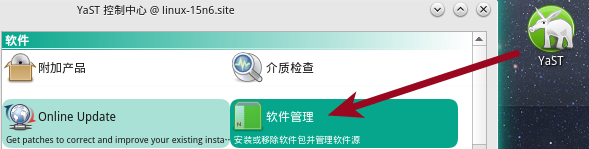 YaST 控制中心 @ linux-15n6.site
软件
附加产品
介质检查
Online Update
Get patches to correct and improve your existing insta···
软件管理
安装或移除软件包并管理软件源
YaST